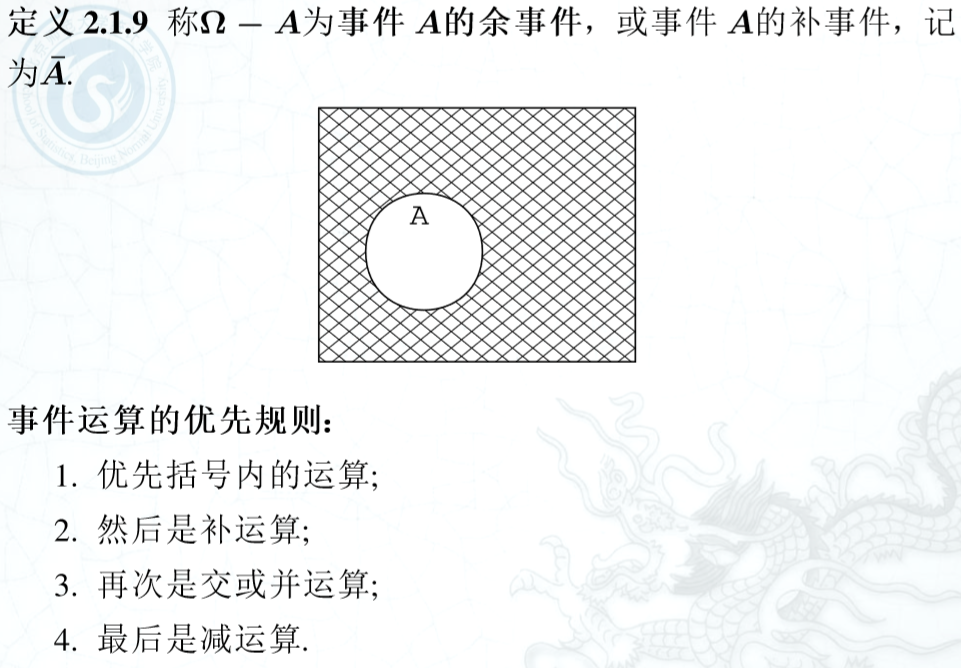 定义 2.1.9 称Ω − A为事件 A的余事件，或事件 A的补事件，记
为Ā.
A
事件运算的优先规则:
1. 优先括号内的运算;
2. 然后是补运算;
3. 再次是交或并运算;
4. 最后是减运算.